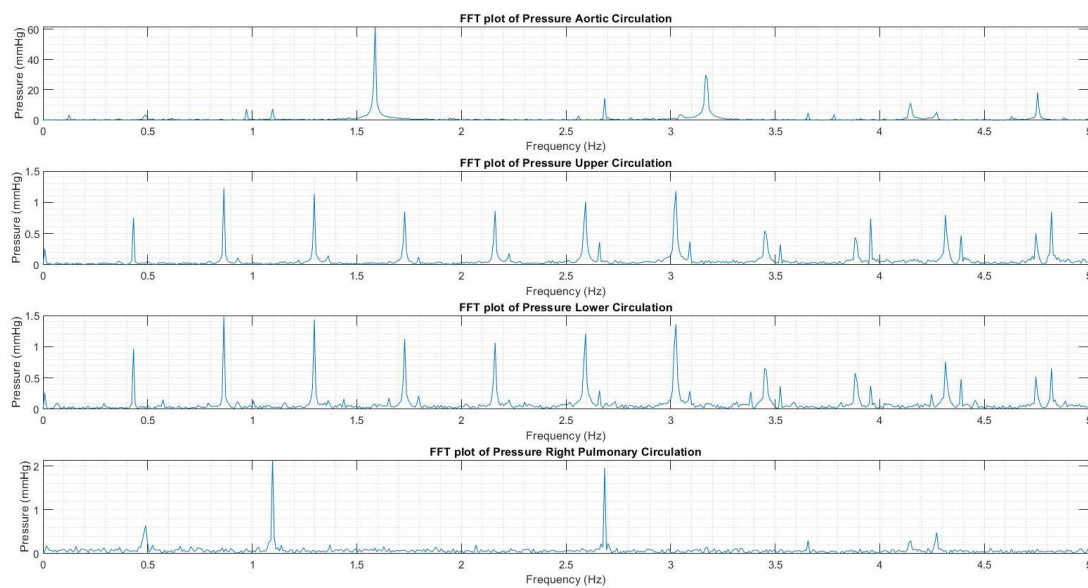 FFT plot of Pressure Aortic Circulation
60
40
20
0
Pressure (mmHg)
0 0.5 1 1.5 2 2.5 3 3.5 4 4.5 5
Frequency (Hz)
FFT plot of Pressure Upper Circulation
1.5
1
0.5
0
Pressure (mmHg)
0 0.5 1 1.5 2 2.5 3 3.5 4 4.5 5
Frequency (Hz)
FFT plot of Pressure Lower Circulation
1.5
1
0.5
0
Pressure (mmHg)
0 0.5 1 1.5 2 2.5 3 3.5 4 4.5 5
Frequency (Hz)
FFT plot of Pressure Right Pulmonary Circulation
2
1
0
Pressure (mmHg)
0 0.5 1 1.5 2 2.5 3 3.5 4 4.5 5
Frequency (Hz)